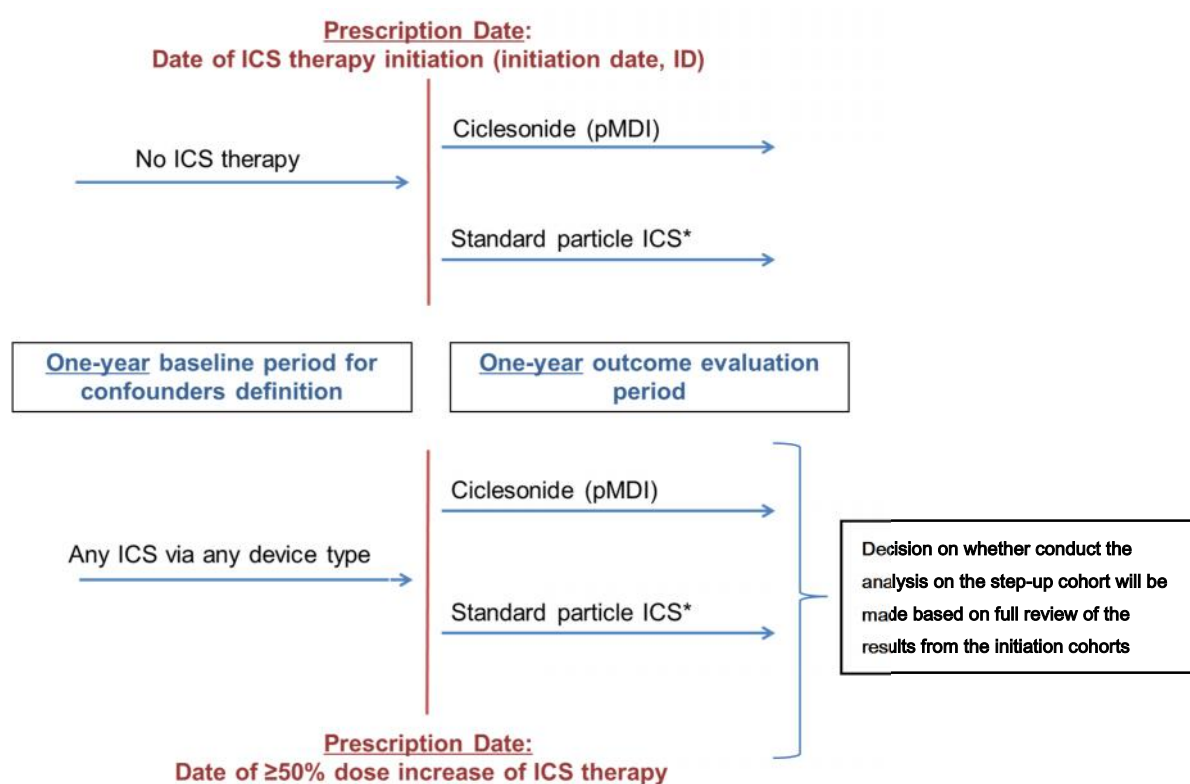 Prescription Date:
Date of ICS therapy initiation (initiation date, ID)
Ciclesonide (pMDI)
No ICS therapy
Standard particle ICS*
One-year baseline period for
confounders definition
One-year outcome evaluation
period
Ciclesonide (pMDI)
Any ICS via any device type
Standard particle ICS*
Decision on whether conduct the
analysis on the step-up cohort will be
made based on full review of the
results from the initiation cohorts
Prescription Date:
Date of ≥50% dose increase of ICS therapy